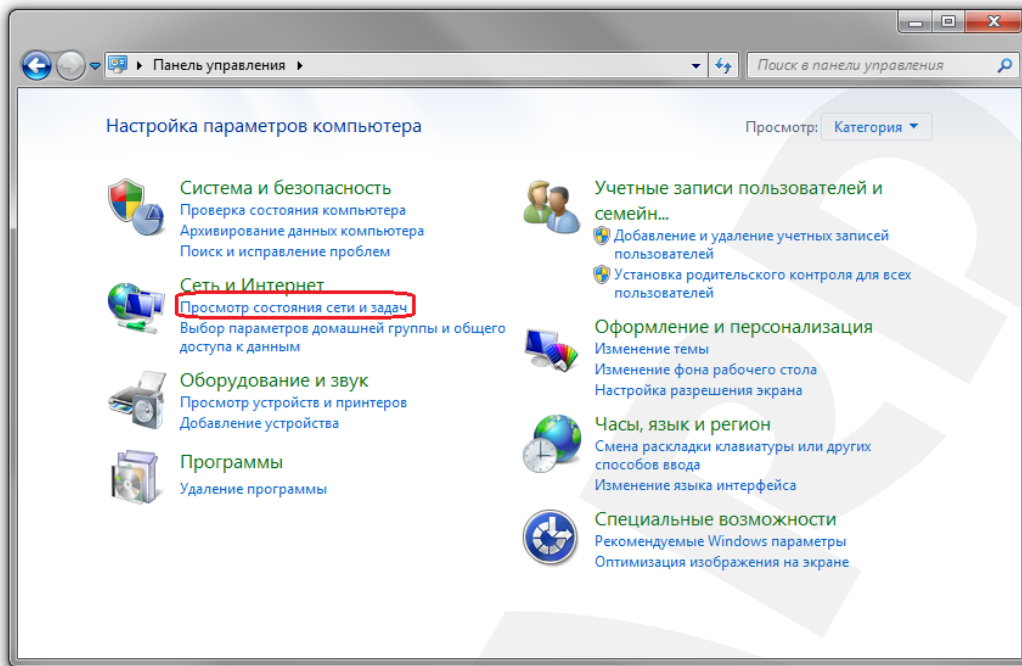 Панель управления
Поиск в панели управления
Настройка параметров компьютера
Просмотр: Категория
Система и безопасность
Проверка состояния компьютера
Архивирование данных компьютера
Поиск и исправление проблем
Сеть и Интернет
Просмотр состояния сети и задач
Выбор параметров домашней группы и общего
доступа к данным
Оборудование и звук
Просмотр устройств и принтеров
Добавление устройства
Программы
Удаление программы
Учетные записи пользователей и
семейн...
Добавление и удаление учетных записей
пользователей
Установка родительского контроля для всех
пользователей
Оформление и персонализация
Изменение темы
Изменение фона рабочего стола
Настройка разрешения экрана
Часы, язык и регион
Смена раскладки клавиатуры или других
способов ввода
Изменение языка интерфейса
Специальные возможности
Рекомендуемые Windows параметры
Оптимизация изображения на экране